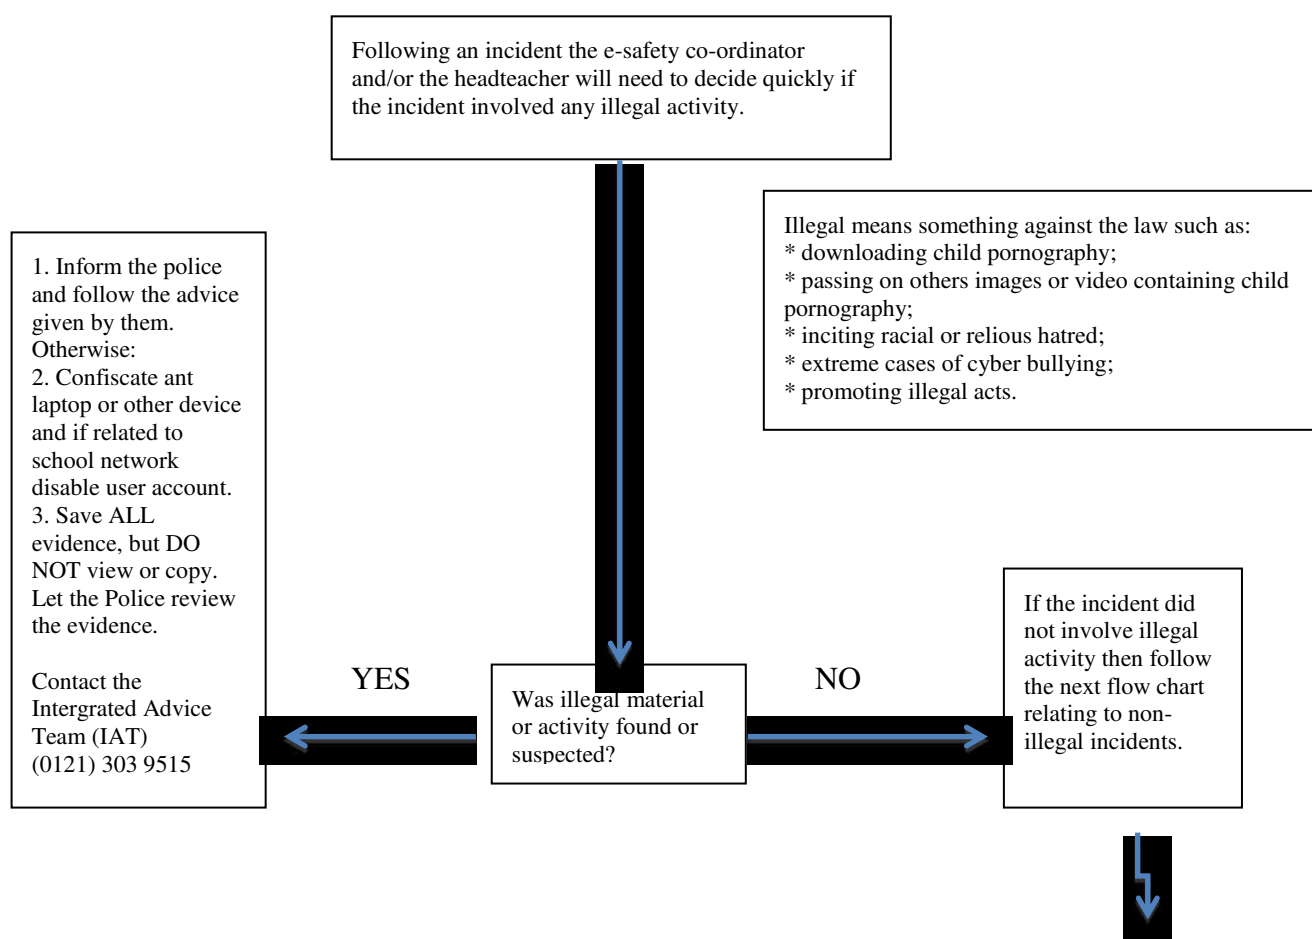 Following an incident the e-safety co-ordinator
and/or the headteacher will need to decide quickly if
the incident involved any illegal activity.
Illegal means something against the law such as:
* downloading child pornography;
* passing on others images or video containing child
pornography;
* inciting racial or relious hatred;
* extreme cases of cyber bullying;
* promoting illegal acts.
1. Inform the police
and follow the advice
given by them.
Otherwise:
2. Confiscate ant
laptop or other device
and if related to
school network
disable user account.
3. Save ALL
evidence, but DO
NOT view or copy.
Let the Police review
the evidence.
Contact the
Intergrated Advice
Team (IAT)
(0121) 303 9515
YES
Was illegal material
or activity found or
suspected?
NO
If the incident did
not involve illegal
activity then follow
the next flow chart
relating to non-
illegal incidents.